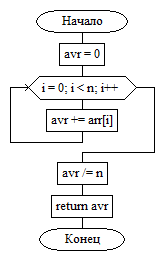 Начало
avr = 0
i = 0; i < n; i++
avr += arr[i]
avr /= n
return avr
Конец